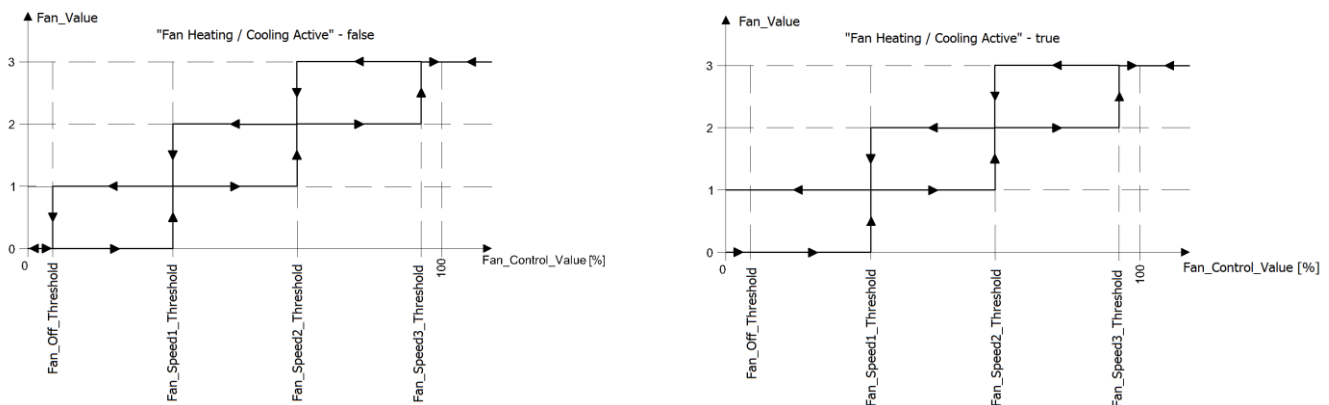 Fan_Value
"Fan Heating / Cooling Active" - false
3
2
1
0
0
Fan_Off_Threshold
Fan_Speed1_Threshold
Fan_Speed2_Threshold
Fan_Speed3_Threshold
100
Fan_Control_Value [%]
Fan_Value
"Fan Heating / Cooling Active" - true
3
2
1
0
0
Fan_Off_Threshold
Fan_Speed1_Threshold
Fan_Speed2_Threshold
Fan_Speed3_Threshold
100
Fan_Control_Value [%]